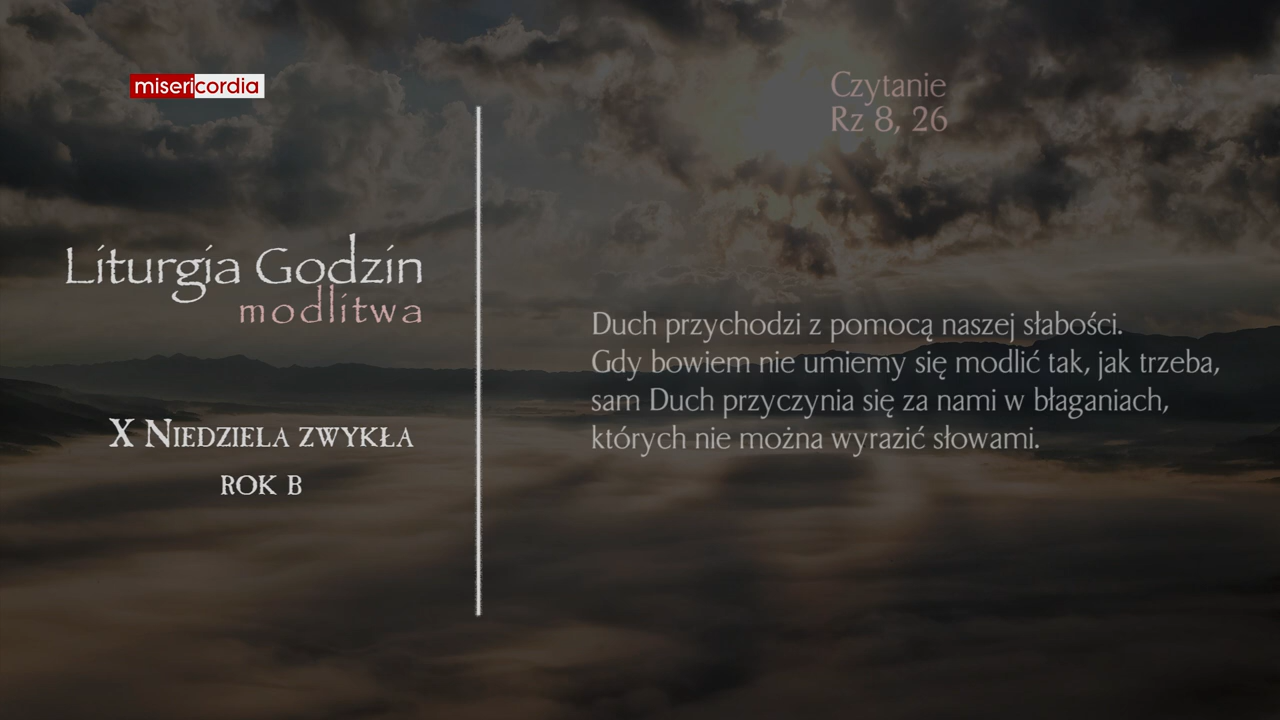 misericordia
Liturgia Godzin
modlitwa
X Niedziela zwykła
rok B
Czytanie
Rz 8, 26
Duch przychodzi z pomocą naszej słabości.
Gdy bowiem nie umiemy się modlić tak, jak trzeba,
sam Duch przyczynia się za nami w błaganiach,
których nie można wyrazić słowami.